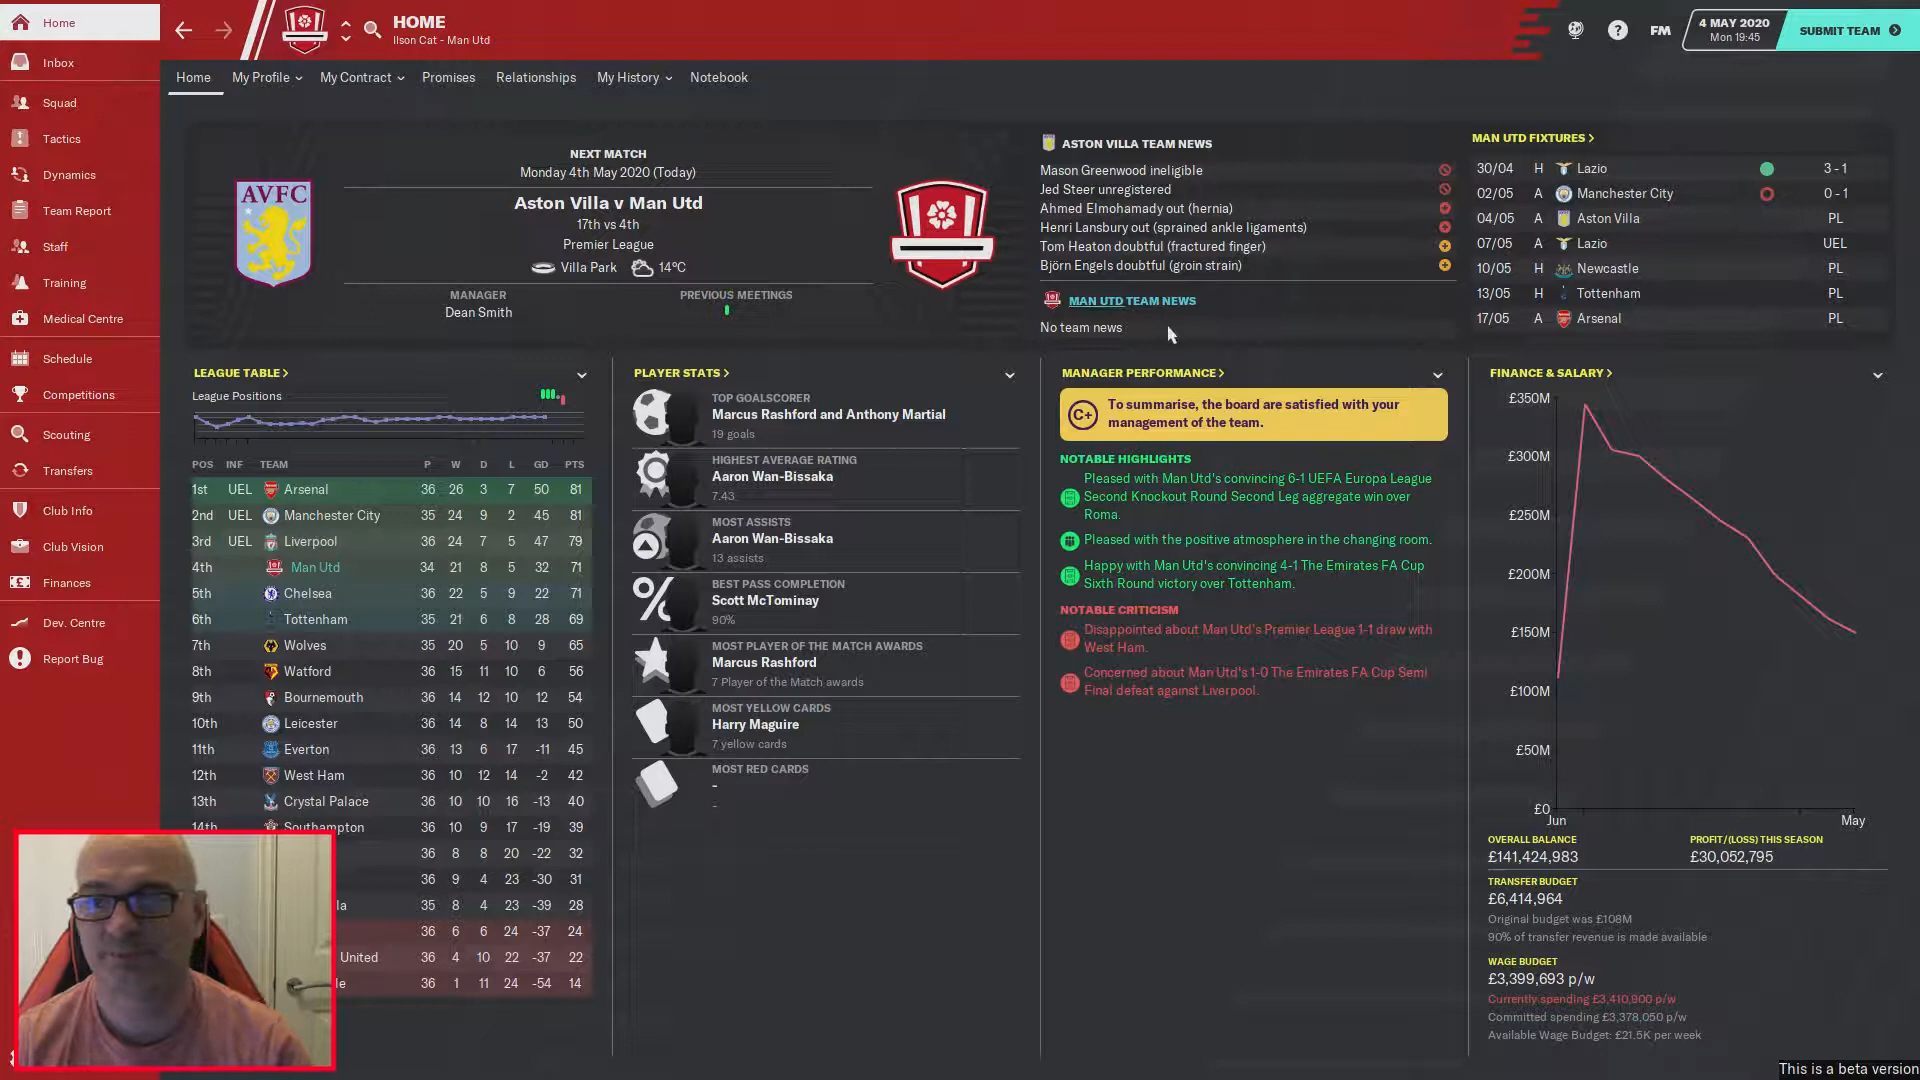 Home
Inbox
Squad
Tactics
Dynamics
Team Report
Staff
Training
Medical Centre
Schedule
Competitions
Scouting
Transfers
Club Info
Club Vision
Finances
Dev. Centre
Report Bug
HOME
Ilson Cat - Man Utd
FM
4 MAY 2020
Mon 19:45
SUBMIT TEAM
Home My Profile My Contract Promises Relationships My History Notebook
NEXT MATCH
Monday 4th May 2020 (Today)
AVFC
Aston Villa v Man Utd
17th vs 4th
Premier League
Villa Park 14ºC
MANAGER
Dean Smith
PREVIOUS MEETINGS
ASTON VILLA TEAM NEWS
Mason Greenwood ineligible
Jed Steer unregistered
Ahmed Elmohamady out (hernia)
Henri Lansbury out (sprained ankle ligaments)
Tom Heaton doubtful (fractured finger)
Björn Engels doubtful (groin strain)
MAN UTD TEAM NEWS
No team news
MAN UTD FIXTURES >
30/04 H Lazio 3 - 1
02/05 A Manchester City 0 - 1
04/05 A Aston Villa PL
07/05 A Lazio UEL
10/05 H Newcastle PL
13/05 H Tottenham PL
17/05 A Arsenal PL
LEAGUE TABLE >
League Positions
POS INF TEAM P W D L GD PTS
1st UEL Arsenal 36 26 3 7 50 81
2nd UEL Manchester City 35 24 9 2 45 81
3rd UEL Liverpool 36 24 7 5 47 79
4th Man Utd 34 21 8 5 32 71
5th Chelsea 36 22 5 9 22 71
6th Tottenham 35 21 6 8 28 69
7th Wolves 35 20 5 10 9 65
8th Watford 36 15 11 10 6 56
9th Bournemouth 36 14 12 10 12 54
10th Leicester 36 14 8 14 13 50
11th Everton 36 13 6 17 -11 45
12th West Ham 36 10 12 14 -2 42
13th Crystal Palace 36 10 10 16 -13 40
14th Southampton 36 10 9 17 -19 39
36 8 8 20 -22 32
36 9 4 23 -30 31
la 35 8 4 23 -39 28
36 6 6 24 -37 24
United 36 4 10 22 -37 22
le 36 1 11 24 -54 14
PLAYER STATS >
TOP GOALSCORER
Marcus Rashford and Anthony Martial
19 goals
HIGHEST AVERAGE RATING
Aaron Wan-Bissaka
7.43
MOST ASSISTS
Aaron Wan-Bissaka
13 assists
BEST PASS COMPLETION
Scott McTominay
90%
MOST PLAYER OF THE MATCH AWARDS
Marcus Rashford
7 Player of the Match awards
MOST YELLOW CARDS
Harry Maguire
7 yellow cards
MOST RED CARDS
-
-
MANAGER PERFORMANCE >
C+
To summarise, the board are satisfied with your
management of the team.
NOTABLE HIGHLIGHTS
Pleased with Man Utd's convincing 6-1 UEFA Europa League
Second Knockout Round Second Leg aggregate win over
Roma.
Pleased with the positive atmosphere in the changing room.
Happy with Man Utd's convincing 4-1 The Emirates FA Cup
Sixth Round victory over Tottenham.
NOTABLE CRITICISM
Disappointed about Man Utd's Premier League 1-1 draw with
West Ham.
Concerned about Man Utd's 1-0 The Emirates FA Cup Semi
Final defeat against Liverpool.
FINANCE & SALARY >
£350M
£300M
£250M
£200M
£150M
£100M
£50M
£0
Jun May
OVERALL BALANCE
£141,424,983
PROFIT/(LOSS) THIS SEASON
£30,052,795
TRANSFER BUDGET
£6,414,964
Original budget was £108M
90% of transfer revenue is made available
WAGE BUDGET
£3,399,693 p/w
Currently spending £3,410,900 p/w
Committed spending £3,378,050 p/w
Available Wage Budget: £21.5K per week
This is a beta version